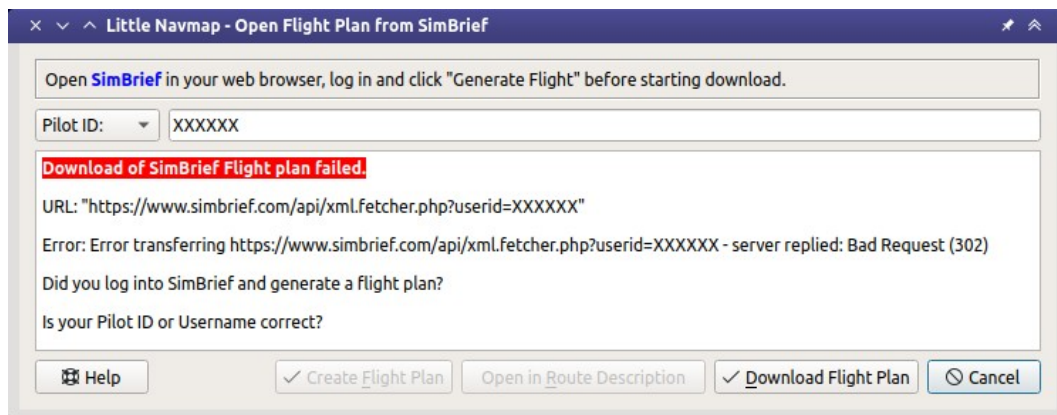 Little Navmap - Open Flight Plan from SimBrief
Open SimBrief in your web browser, log in and click "Generate Flight" before starting download.
Pilot ID: XXXXXX
Download of SimBrief Flight plan failed.
URL: "https://www.simbrief.com/api/xml.fetcher.php?userid=XXXXXX"
Error: Error transferring https://www.simbrief.com/api/xml.fetcher.php?userid=XXXXXX - server replied: Bad Request (302)
Did you log into SimBrief and generate a flight plan?
Is your Pilot ID or Username correct?
Help Create Flight Plan Open in Route Description Download Flight Plan Cancel